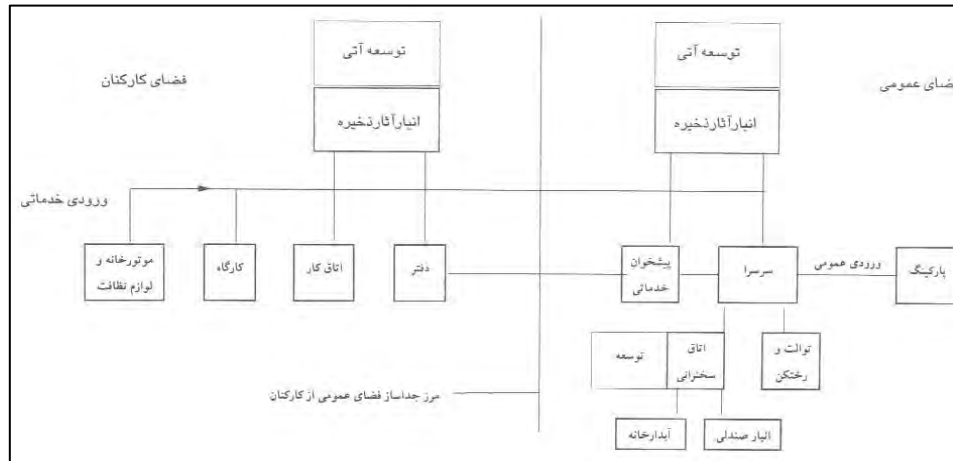 توسعه آتی
توسعه آتی
فضای کارکنان
ضای عمومی
انبارآثارذخیره
انبارآثارذخیره
ورودی خدماتی
موتورخانه و
لوازم نظافت
کارگاه
اتاق کار
دفتر
پیشخوان
خدماتی
سرسرا
ورودی عمومی
پارکینگ
توسعه
اتاق
سخنرانی
توالت و
رختکن
مرز جداساز فضای عمومی از کارکنان
آبدارخانه
انبار صندلی